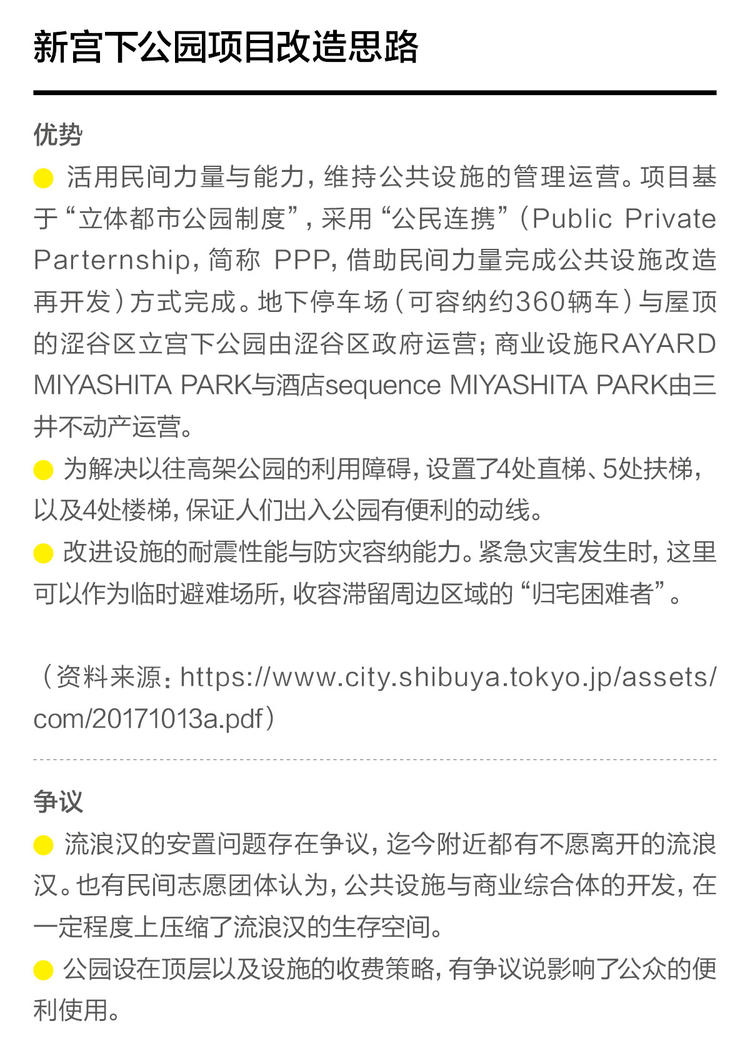 新宫下公园项目改造思路
优势
● 活用民间力量与能力，维持公共设施的管理运营。项目基
于“立体都市公园制度”，采用“公民连携”（Public Private
Parternship，简称 PPP，借助民间力量完成公共设施改造
再开发）方式完成。地下停车场（可容纳约360辆车）与屋顶
的涩谷区立宫下公园由涩谷区政府运营；商业设施RAYARD
MIYASHITA PARK与酒店sequence MIYASHITA PARK由三
井不动产运营。
● 为解决以往高架公园的利用障碍，设置了4处直梯、5处扶梯，
以及4处楼梯，保证人们出入公园有便利的动线。
● 改进设施的耐震性能与防灾容纳能力。紧急灾害发生时，这里
可以作为临时避难场所，收容滞留周边区域的“归宅困难者”。
（资料来源：https://www.city.shibuya.tokyo.jp/assets/
com/20171013a.pdf）
争议
● 流浪汉的安置问题存在争议，迄今附近都有不愿离开的流浪
汉。也有民间志愿团体认为，公共设施与商业综合体的开发，在
一定程度上压缩了流浪汉的生存空间。
● 公园设在顶层以及设施的收费策略，有争议说影响了公众的便
利使用。